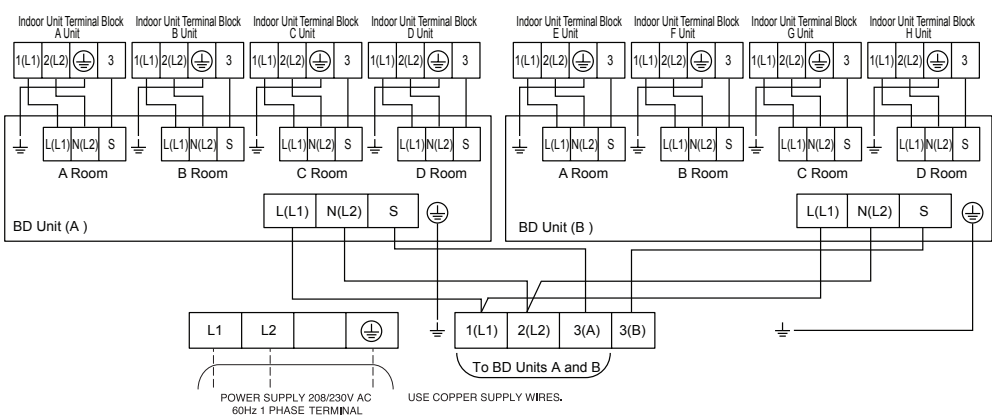 Indoor Unit Terminal Block Indoor Unit Terminal Block Indoor Unit Terminal Block Indoor Unit Terminal Block Indoor Unit Terminal Block Indoor Unit Terminal Block Indoor Unit Terminal Block Indoor Unit Terminal Block
A Unit B Unit C Unit D Unit E Unit F Unit G Unit H Unit
1(L1) 2(L2) 3 1(L1) 2(L2) 3 1(L1) 2(L2) 3 1(L1) 2(L2) 3 1(L1) 2(L2) 3 1(L1) 2(L2) 3 1(L1) 2(L2) 3 1(L1) 2(L2) 3
L(L1) N(L2) S L(L1) N(L2) S L(L1) N(L2) S L(L1) N(L2) S L(L1) N(L2) S L(L1) N(L2) S L(L1) N(L2) S L(L1) N(L2) S
A Room B Room C Room D Room A Room B Room C Room D Room
L(L1) N(L2) S L(L1) N(L2) S
BD Unit (A ) BD Unit (B )
L1 L2 1(L1) 2(L2) 3(A) 3(B)
To BD Units A and B
POWER SUPPLY 208/230V AC USE COPPER SUPPLY WIRES.
60Hz 1 PHASE TERMINAL